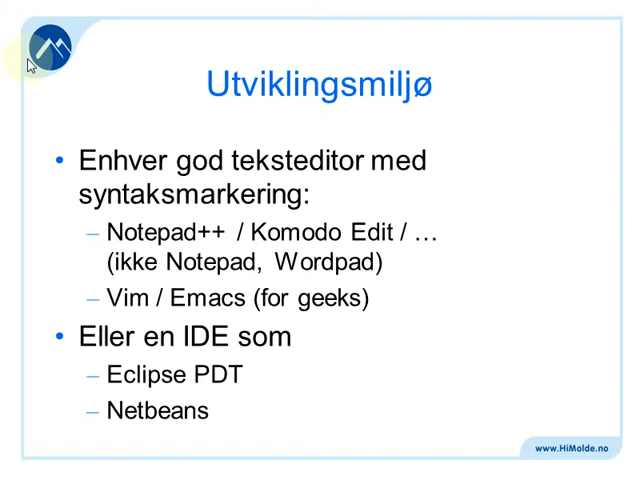 Utviklingsmiljø
• Enhver god teksteditor med
syntaksmarkering:
– Notepad++ / Komodo Edit / …
(ikke Notepad, Wordpad)
– Vim / Emacs (for geeks)
• Eller en IDE som
– Eclipse PDT
– Netbeans
www.HiMolde.no